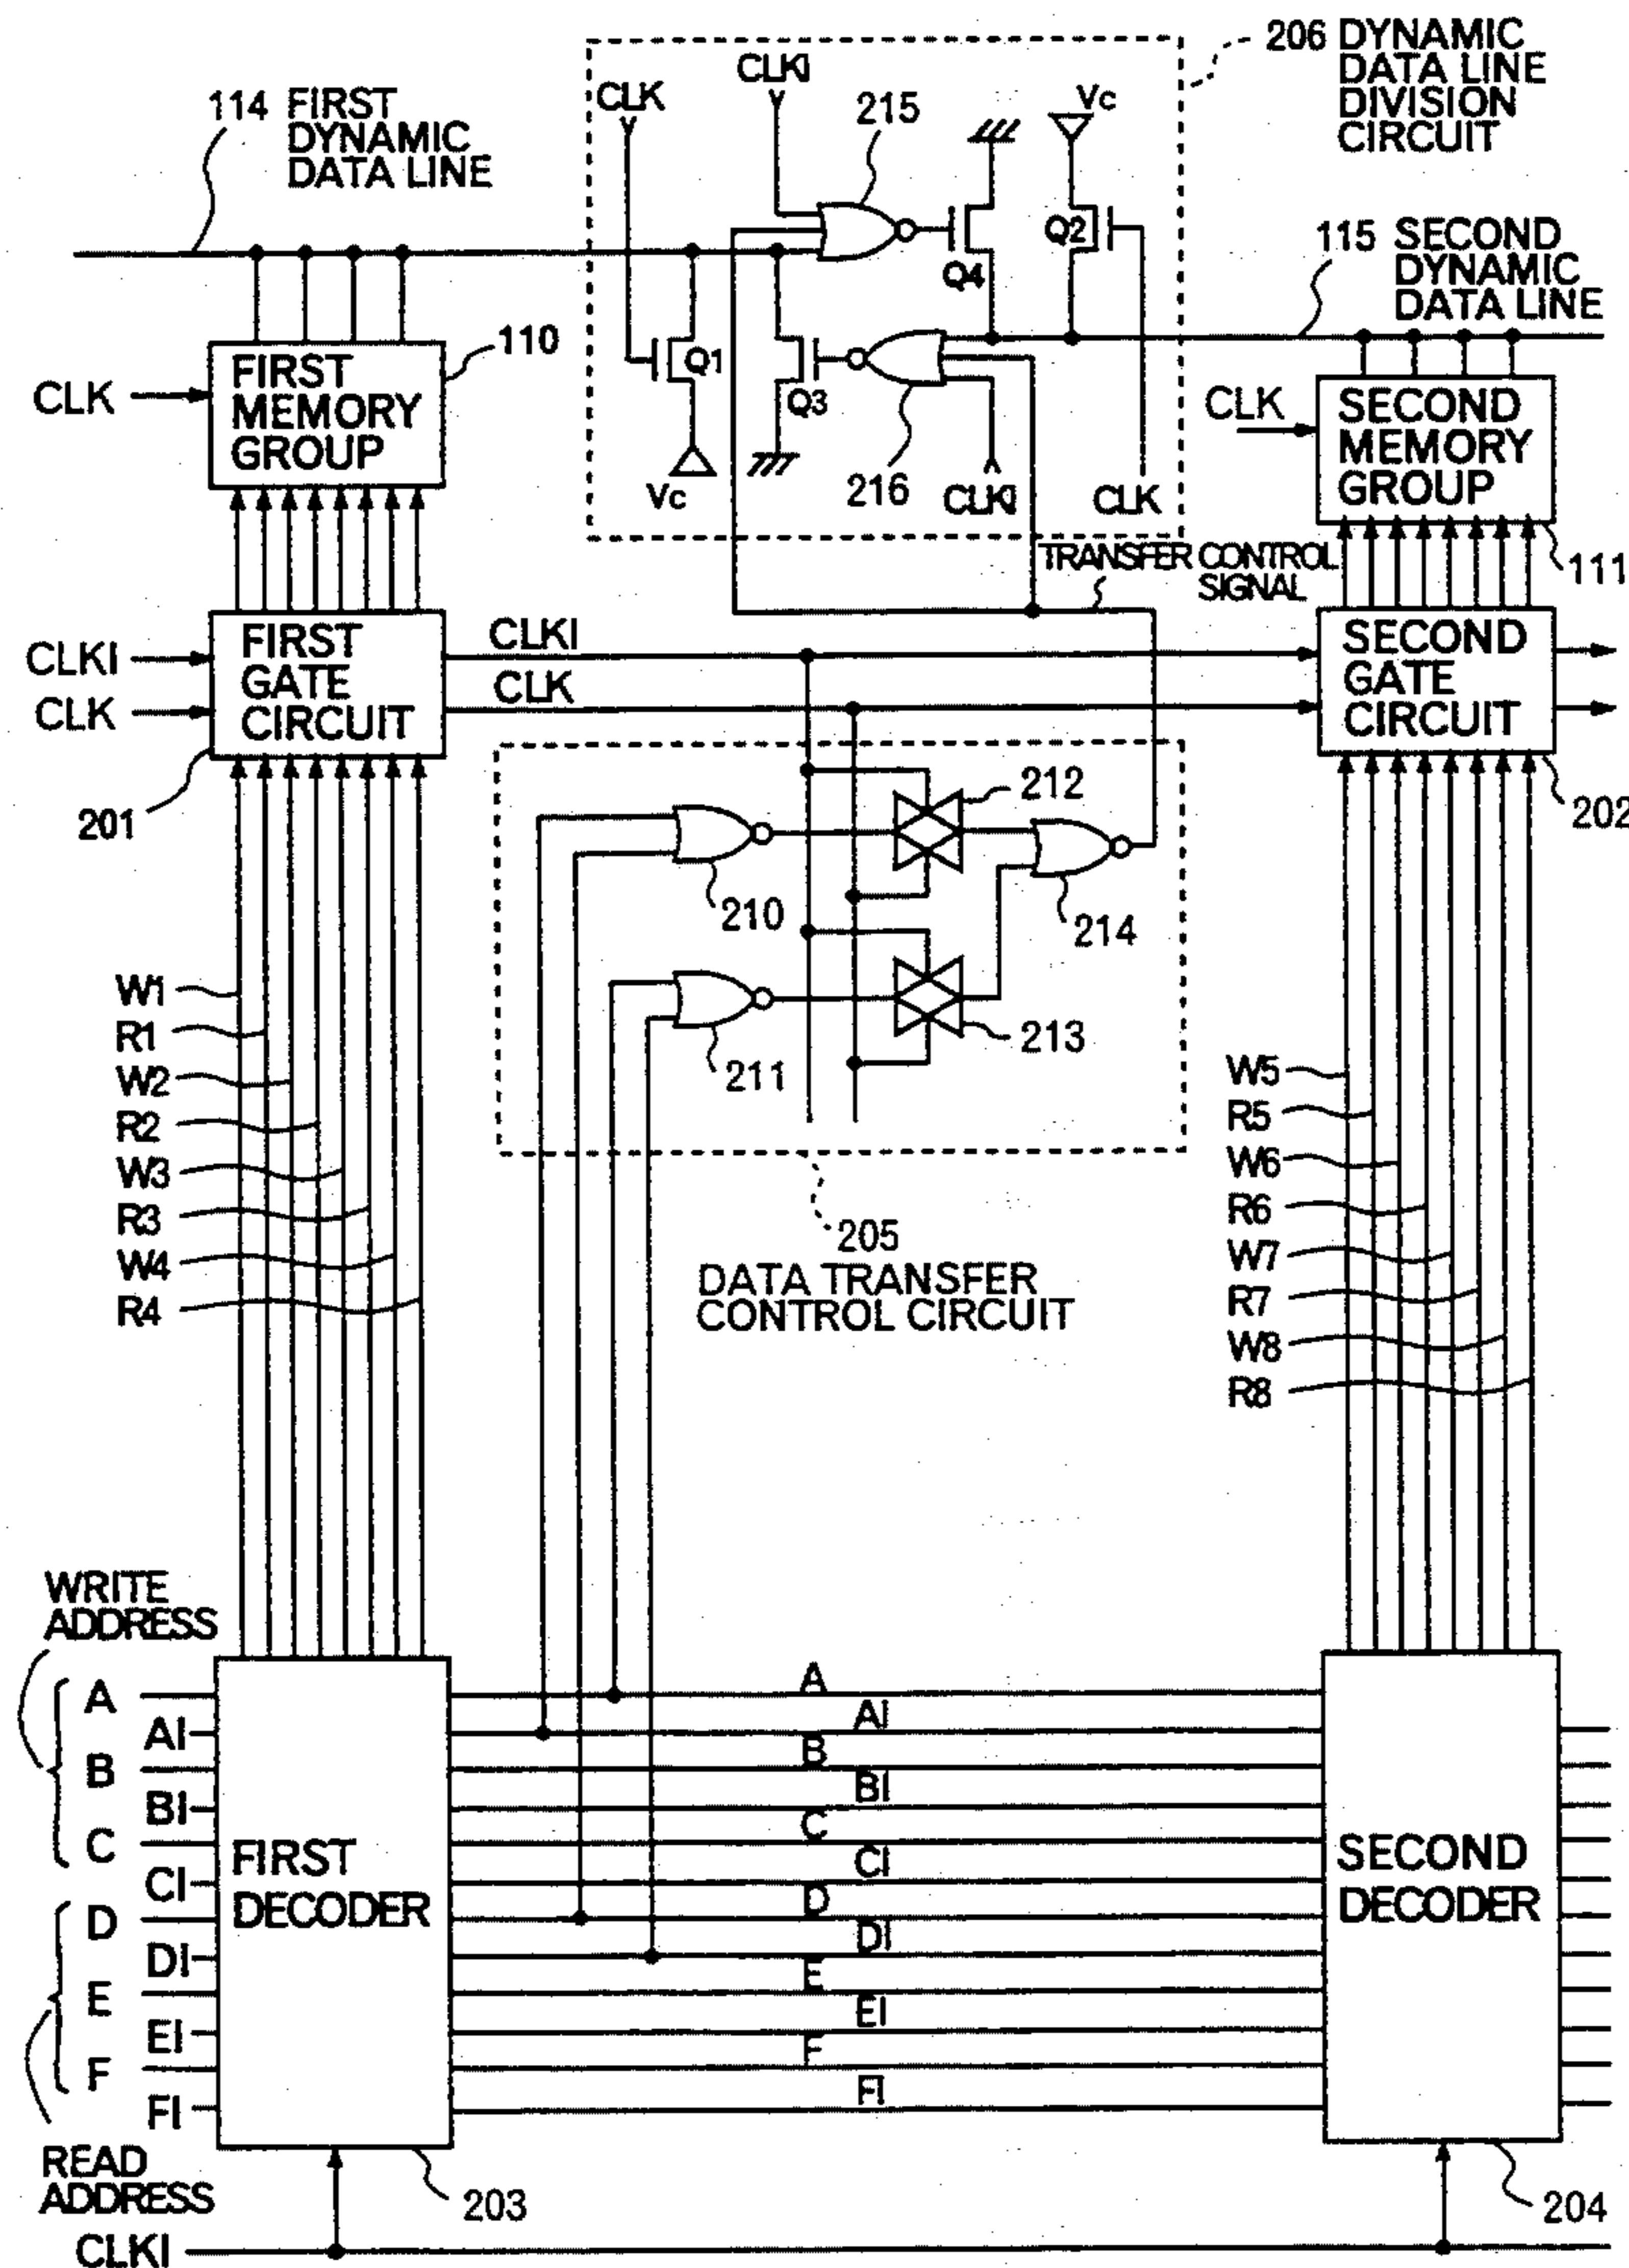 206 DYNAMIC
DATA LINE
DIVISION
CIRCUIT
CLKI
CLK
Vc
215
114 FIRST
DYNAMIC
DATA LINE
Q2
Q4
115 SECOND
DYNAMIC
DATA LINE
110
FIRST
MEMORY
GROUP
CLK
Q1
Q3
Vc
216
CLKI
CLK
CLK
SECOND
MEMORY
GROUP
111
TRANSFER CONTROL
SIGNAL
CLKI
CLK
FIRST
GATE
CIRCUIT
201
CLKI
CLK
SECOND
GATE
CIRCUIT
202
212
210
214
211
213
W1
R1
W2
R2
W3
R3
W4
R4
W5
R5
W6
R6
W7
R7
W8
R8
205
DATA TRANSFER
CONTROL CIRCUIT
WRITE
ADDRESS
A
AI
B
BI
C
CI
D
DI
E
EI
F
FI
READ
ADDRESS
FIRST
DECODER
203
A
AI
B
BI
C
CI
D
DI
E
EI
F
FI
SECOND
DECODER
204
CLKI